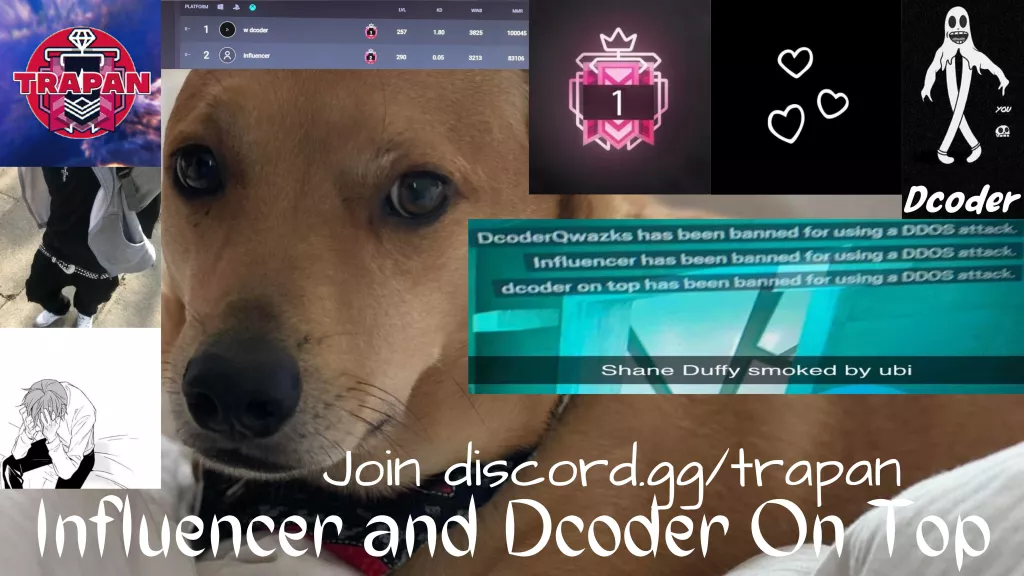 TRAPAN
PLATFORM LVL KD WINS MMR
1 w dcoder 1 257 1.80 3825 100045
2 Influencer 1 290 0.05 3213 83106
1
YOU
Dcoder
DcoderQwazks has been banned for using a DDOS attack.
Influencer has been banned for using a DDOS attack.
dcoder on top has been banned for using a DDOS attack.
Shane Duffy smoked by ubi
Join discord.gg/trapan
Influencer and Dcoder On Top